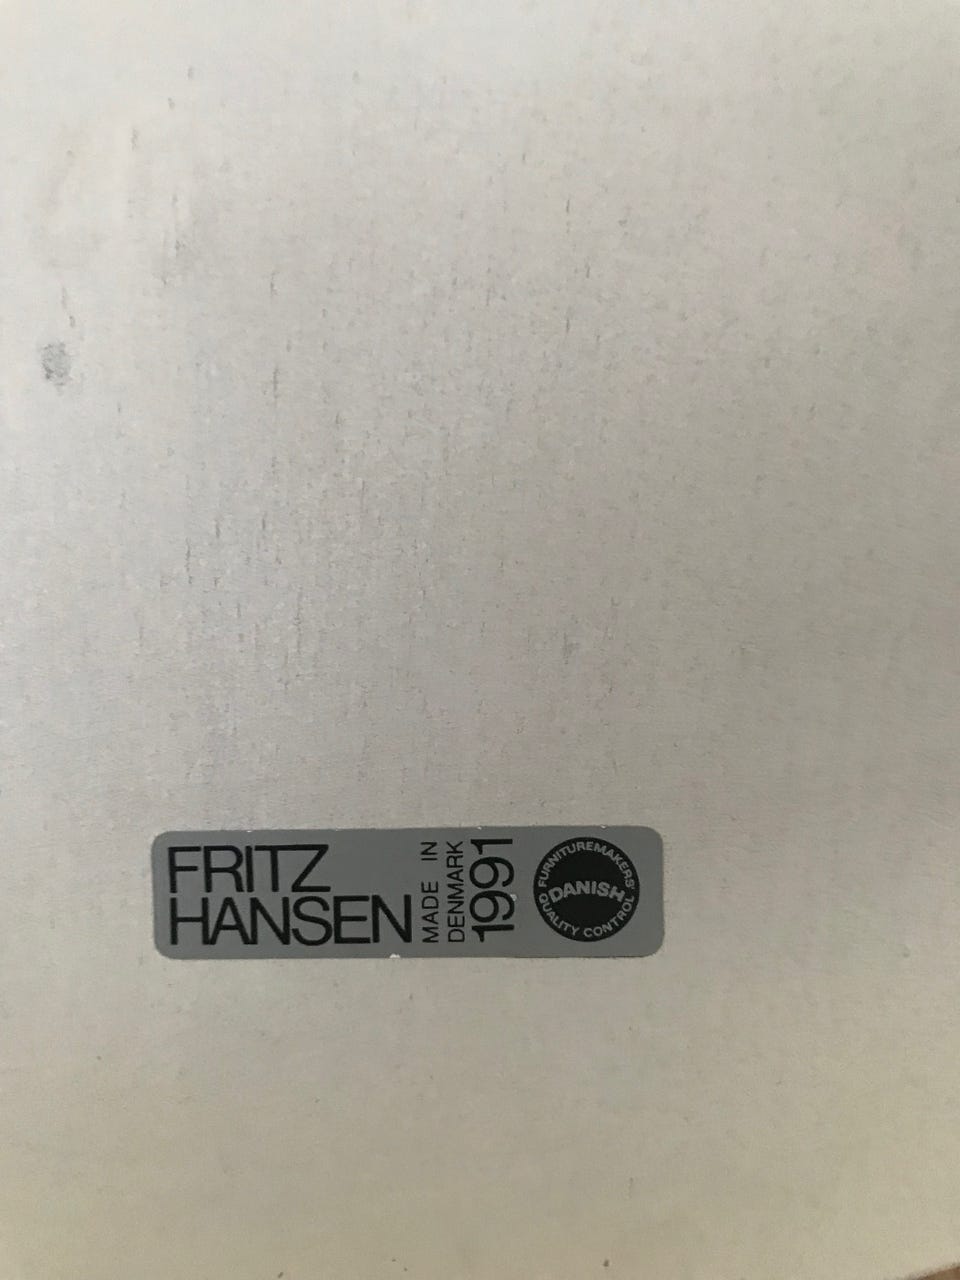 FRITZ
HANSEN
MADE IN
DENMARK
1991
FURNITUREMAKERS'
DANISH
QUALITY CONTROL